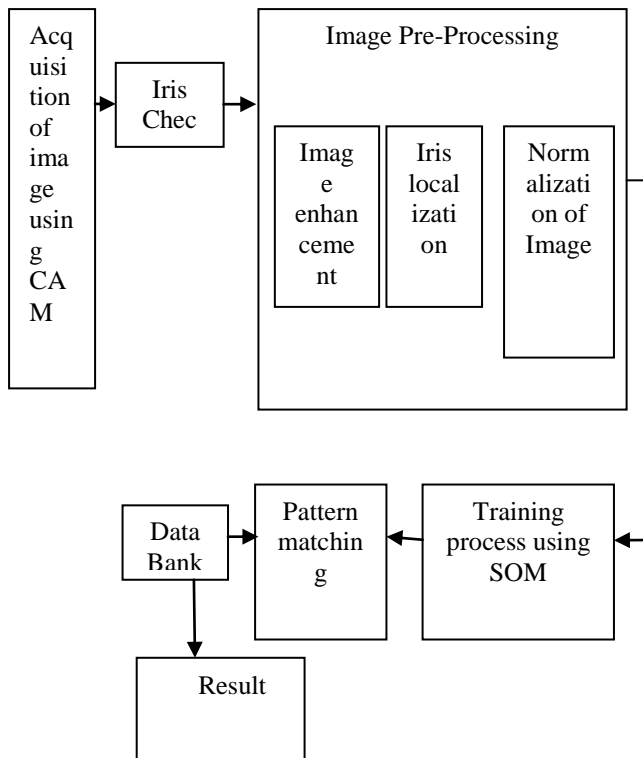 Acq
uisi
tion
of
ima
ge
usin
g
CA
M
Iris
Chec
Image Pre-Processing
Imag
e
enhan
ceme
nt
Iris
local
izati
on
Norm
alizati
on of
Image
Data
Bank
Pattern
matchin
g
Training
process using
SOM
Result